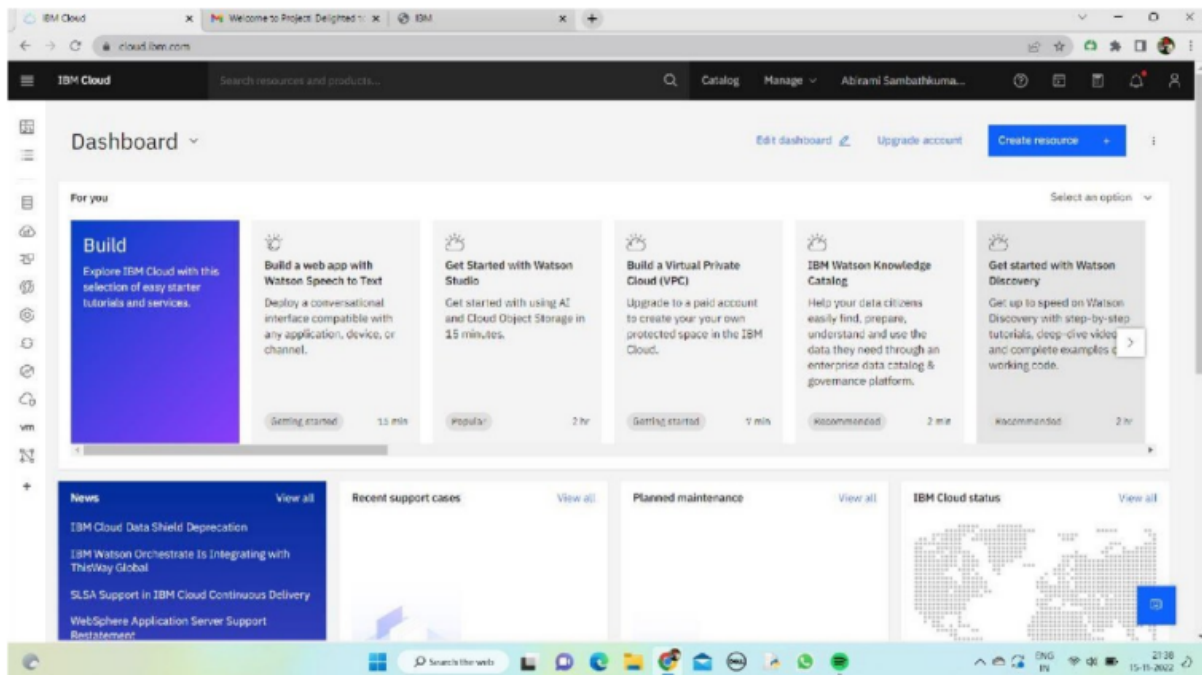 IBM Cloud
Welcome to Project: Delighted t
IBM
cloud.ibm.com
IBM Cloud
Search resources and products...
Catalog
Manage
Abirami Sambathkuma...
Dashboard
Edit dashboard
Upgrade account
Create resource +
For you
Select an option
Build
Explore IBM Cloud with this
selection of easy starter
tutorials and services.
Build a web app with
Watson Speech to Text
Deploy a conversational
interface compatible with
any application, device, or
channel.
Getting started
15 min
Get Started with Watson
Studio
Get started with using AI
and Cloud Object Storage in
15 minutes.
Popular
2 hr
Build a Virtual Private
Cloud (VPC)
Upgrade to a paid account
to create your your own
protected space in the IBM
Cloud.
Getting started
IBM Watson Knowledge
Catalog
Help your data citizens
easily find, prepare,
understand and use the
data they need through an
enterprise data catalog &
governance platform.
Recommended
2 min
Get started with Watson
Discovery
Get up to speed on Watson
Discovery with step-by-step
tutorials, deep-dive video
and complete examples
working code.
Recommended
2 hr
News
View all
IBM Cloud Data Shield Deprecation
IBM Watson Orchestrate Is Integrating with
ThisWay Global
SLSA Support in IBM Cloud Continuous Delivery
WebSphere Application Server Support
Restatement
Recent support cases
View all
Planned maintenance
View all
IBM Cloud status
View all
vm
Search the web
ENG
IN
21:38
15-11-2022